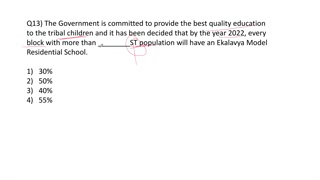 Q13) The Government is committed to provide the best quality education
to the tribal children and it has been decided that by the year 2022, every
block with more than _________ ST population will have an Ekalavya Model
Residential School.
1) 30%
2) 50%
3) 40%
4) 55%